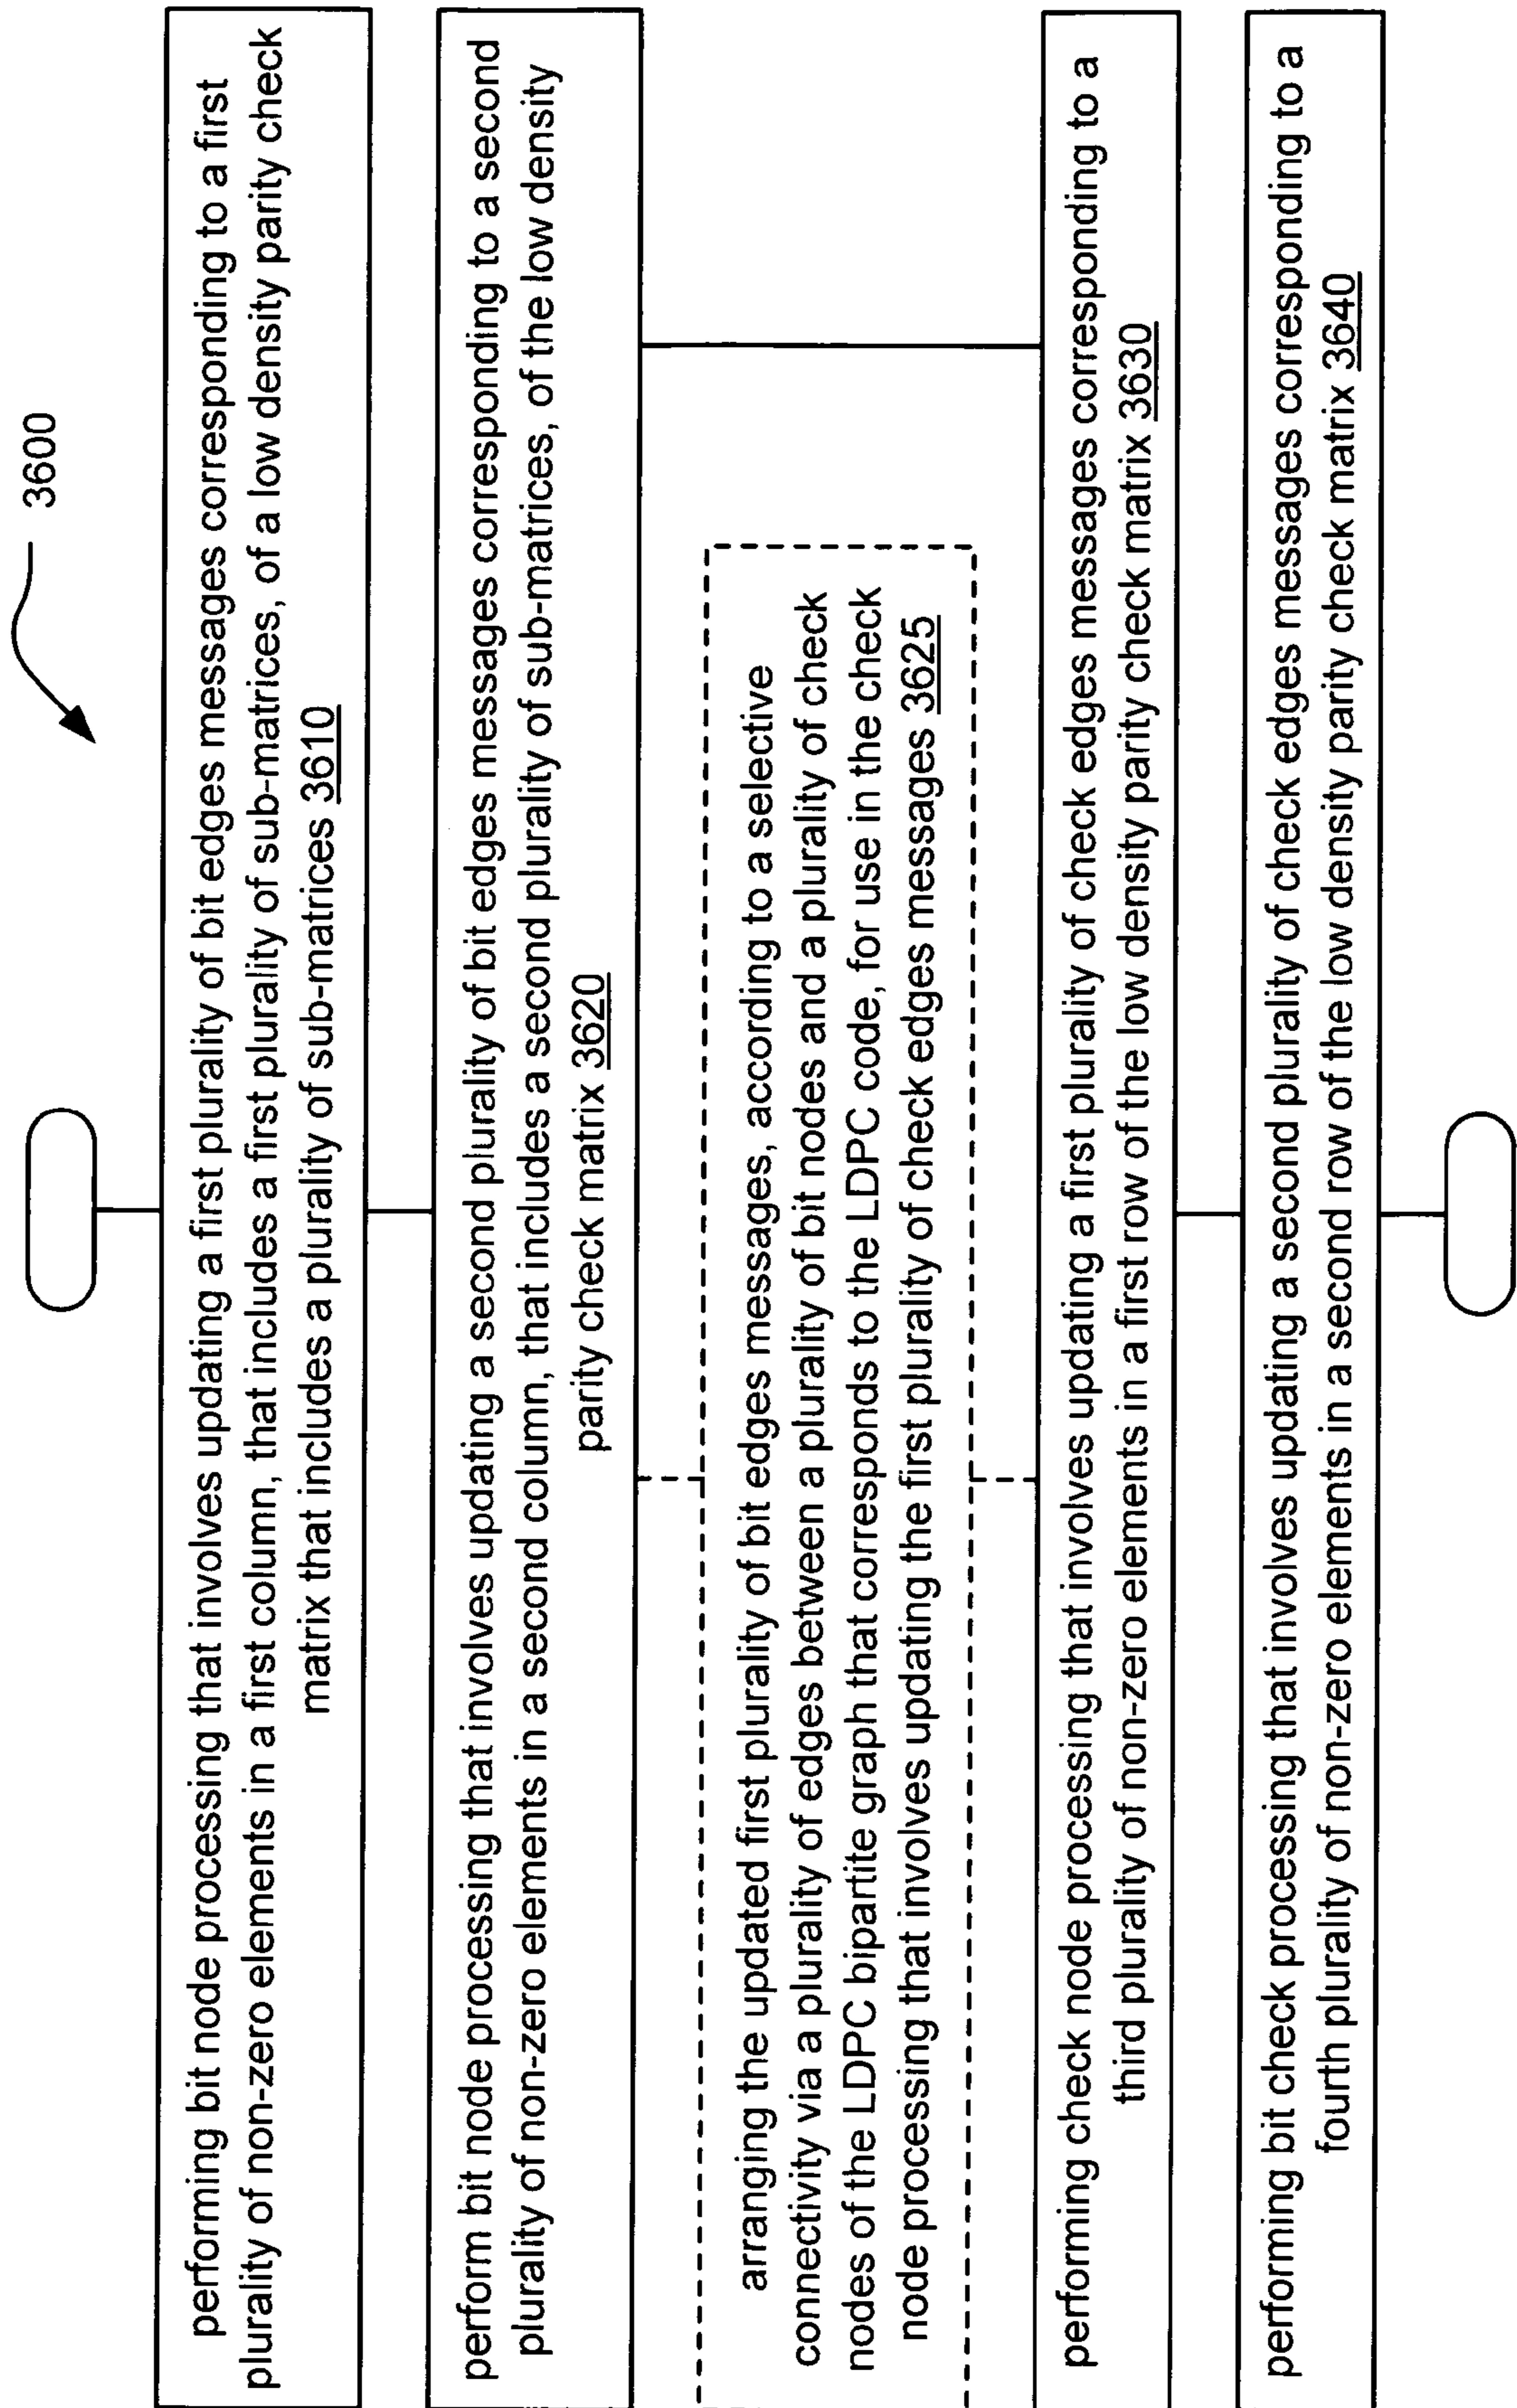 3600
performing bit node processing that involves updating a first plurality of bit edges messages corresponding to a first
plurality of non-zero elements in a first column, that includes a first plurality of sub-matrices, of a low density parity check
matrix that includes a plurality of sub-matrices 3610
perform bit node processing that involves updating a second plurality of bit edges messages corresponding to a second
plurality of non-zero elements in a second column, that includes a second plurality of sub-matrices, of the low density
parity check matrix 3620
arranging the updated first plurality of bit edges messages, according to a selective
connectivity via a plurality of edges between a plurality of bit nodes and a plurality of check
nodes of the LDPC bipartite graph that corresponds to the LDPC code, for use in the check
node processing that involves updating the first plurality of check edges messages 3625
performing check node processing that involves updating a first plurality of check edges messages corresponding to a
third plurality of non-zero elements in a first row of the low density parity check matrix 3630
performing bit check processing that involves updating a second plurality of check edges messages corresponding to a
fourth plurality of non-zero elements in a second row of the low density parity check matrix 3640